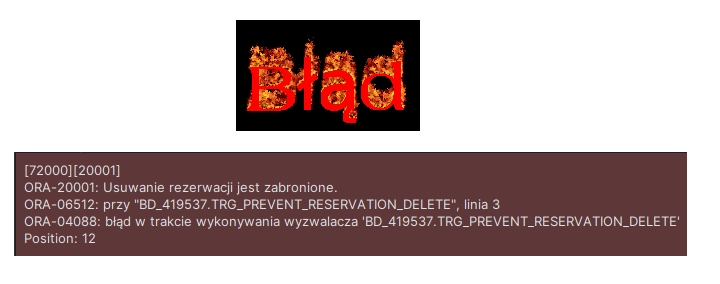 Błąd
[72000][20001]
ORA-20001: Usuwanie rezerwacji jest zabronione.
ORA-06512: przy "BD_419537.TRG_PREVENT_RESERVATION_DELETE", linia 3
ORA-04088: błąd w trakcie wykonywania wyzwalacza 'BD_419537.TRG_PREVENT_RESERVATION_DELETE'
Position: 12